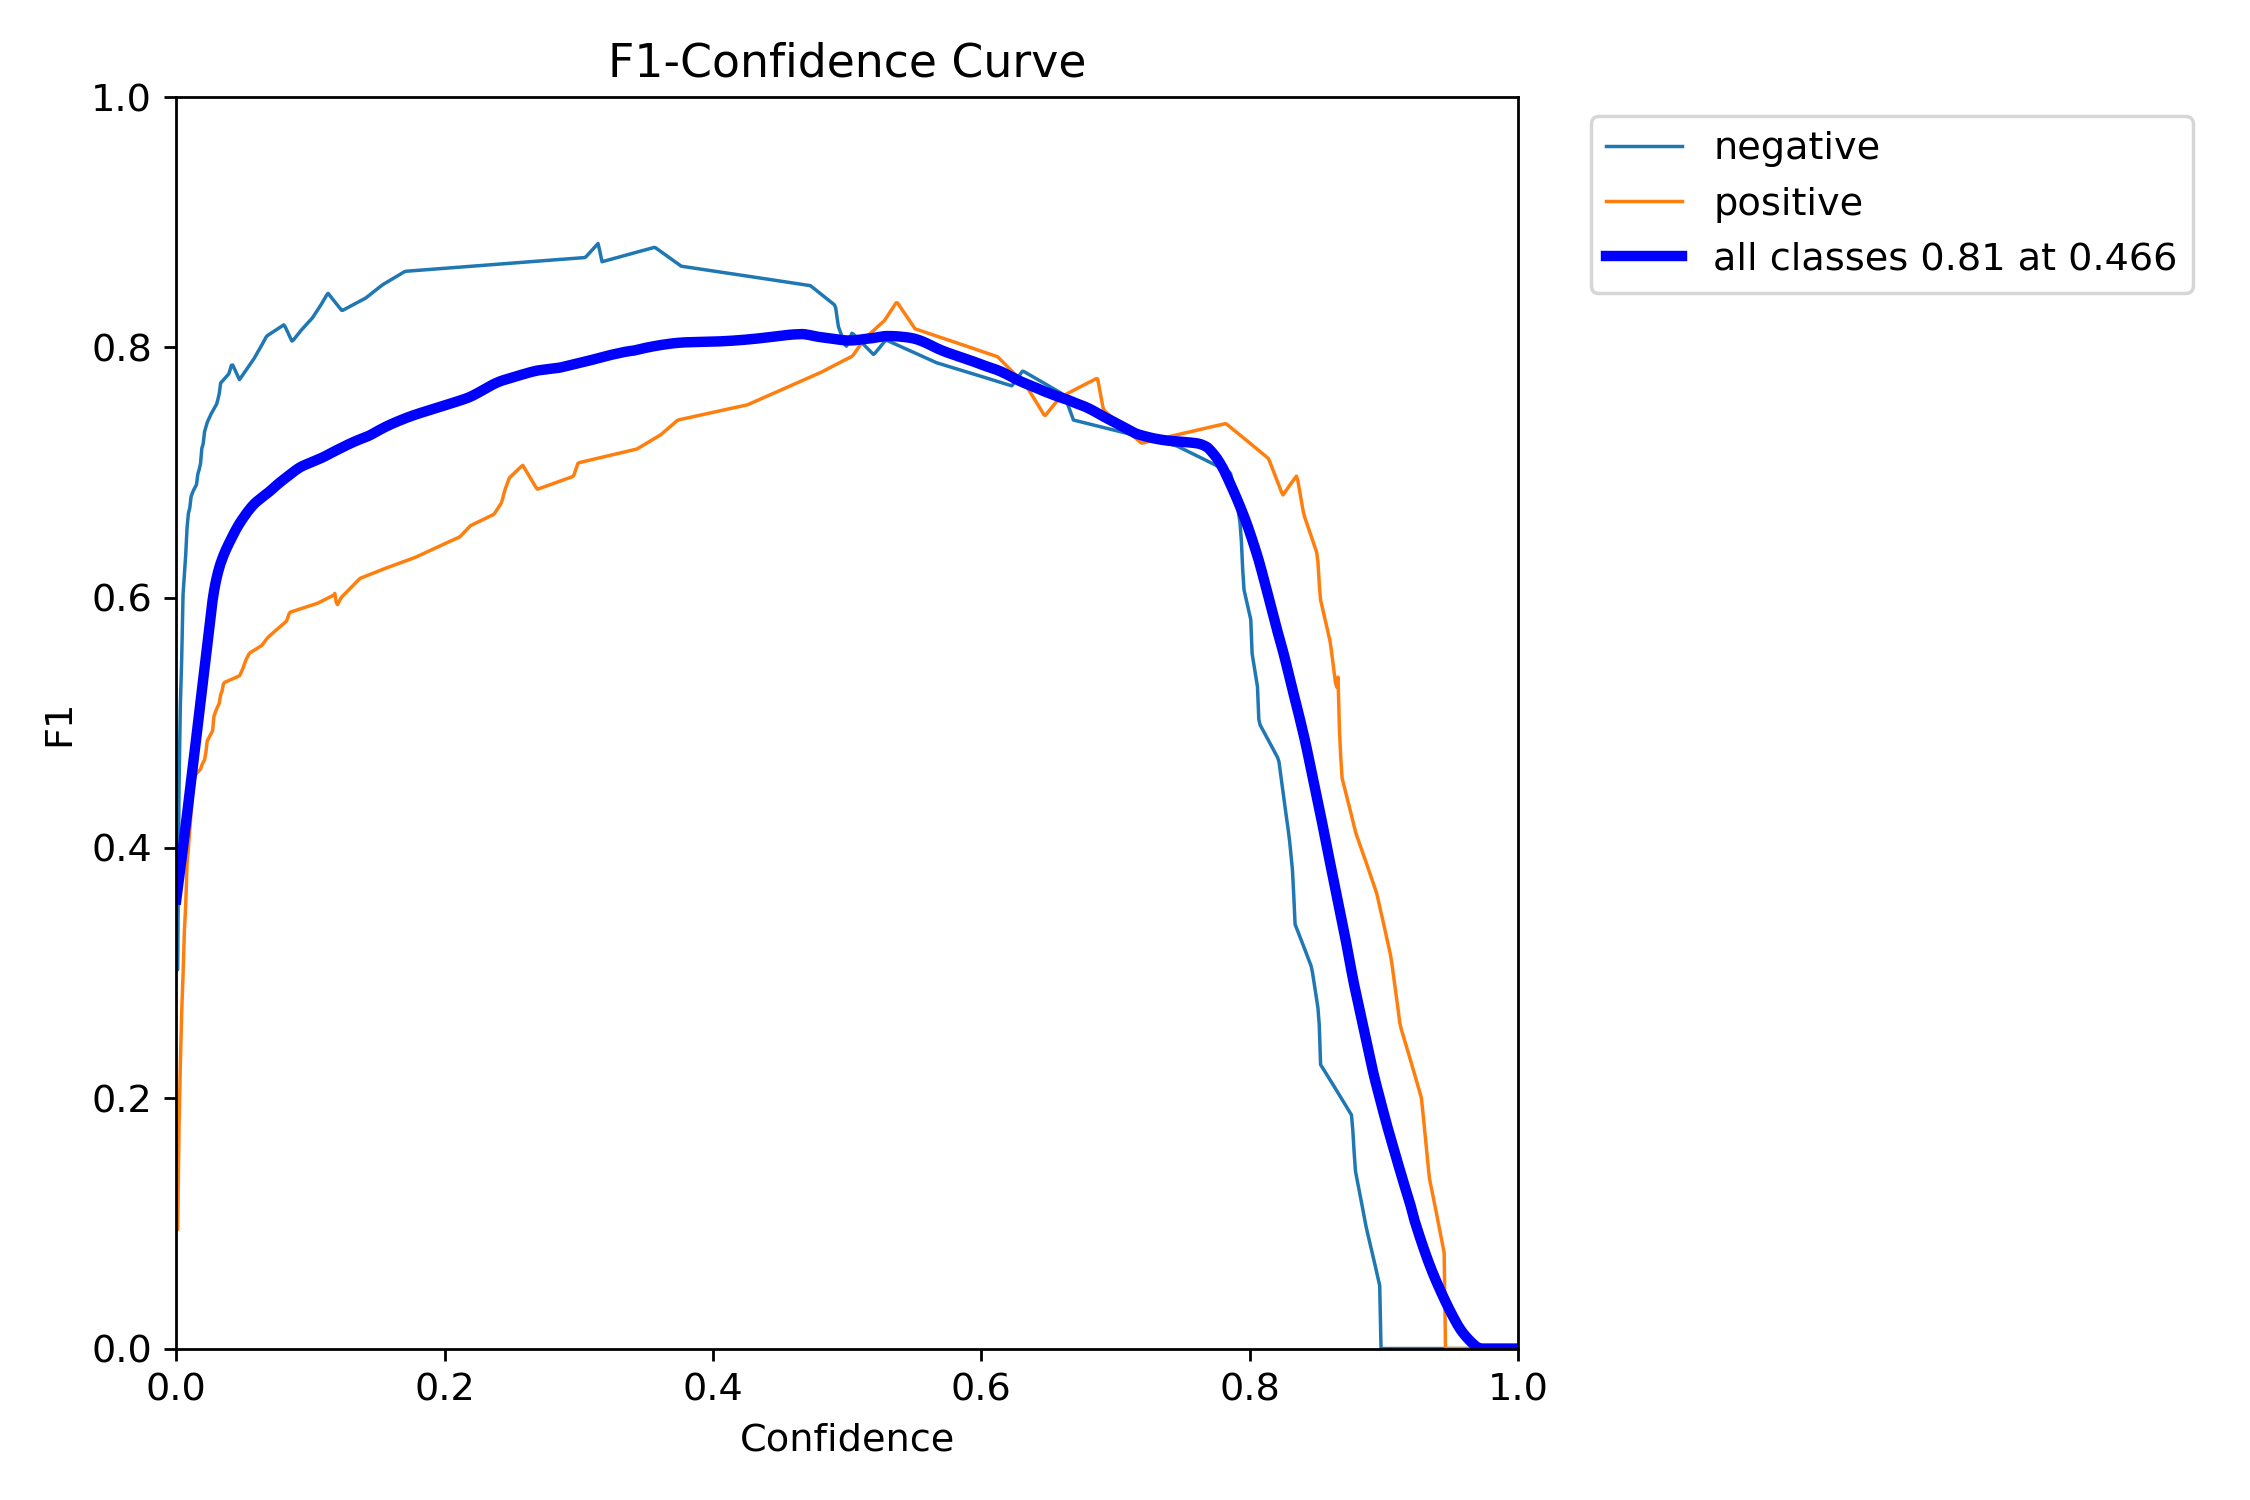 F1-Confidence Curve
1.0
0.8
0.6
0.4
0.2
0.0
F1
0.0 0.2 0.4 0.6 0.8 1.0
Confidence
negative
positive
all classes 0.81 at 0.466